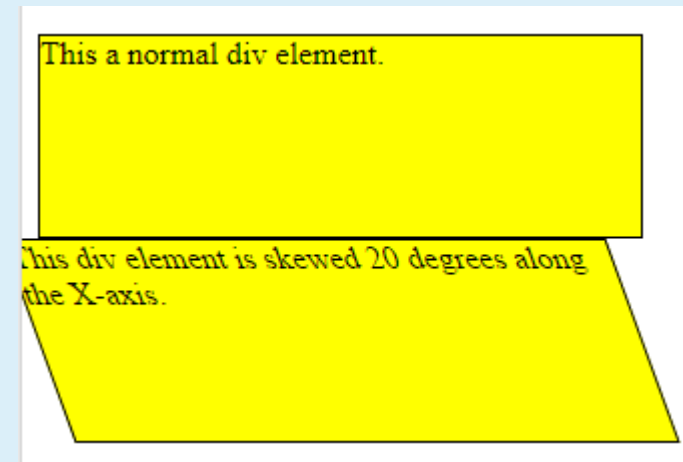 This a normal div element.
This div element is skewed 20 degrees along
the X-axis.